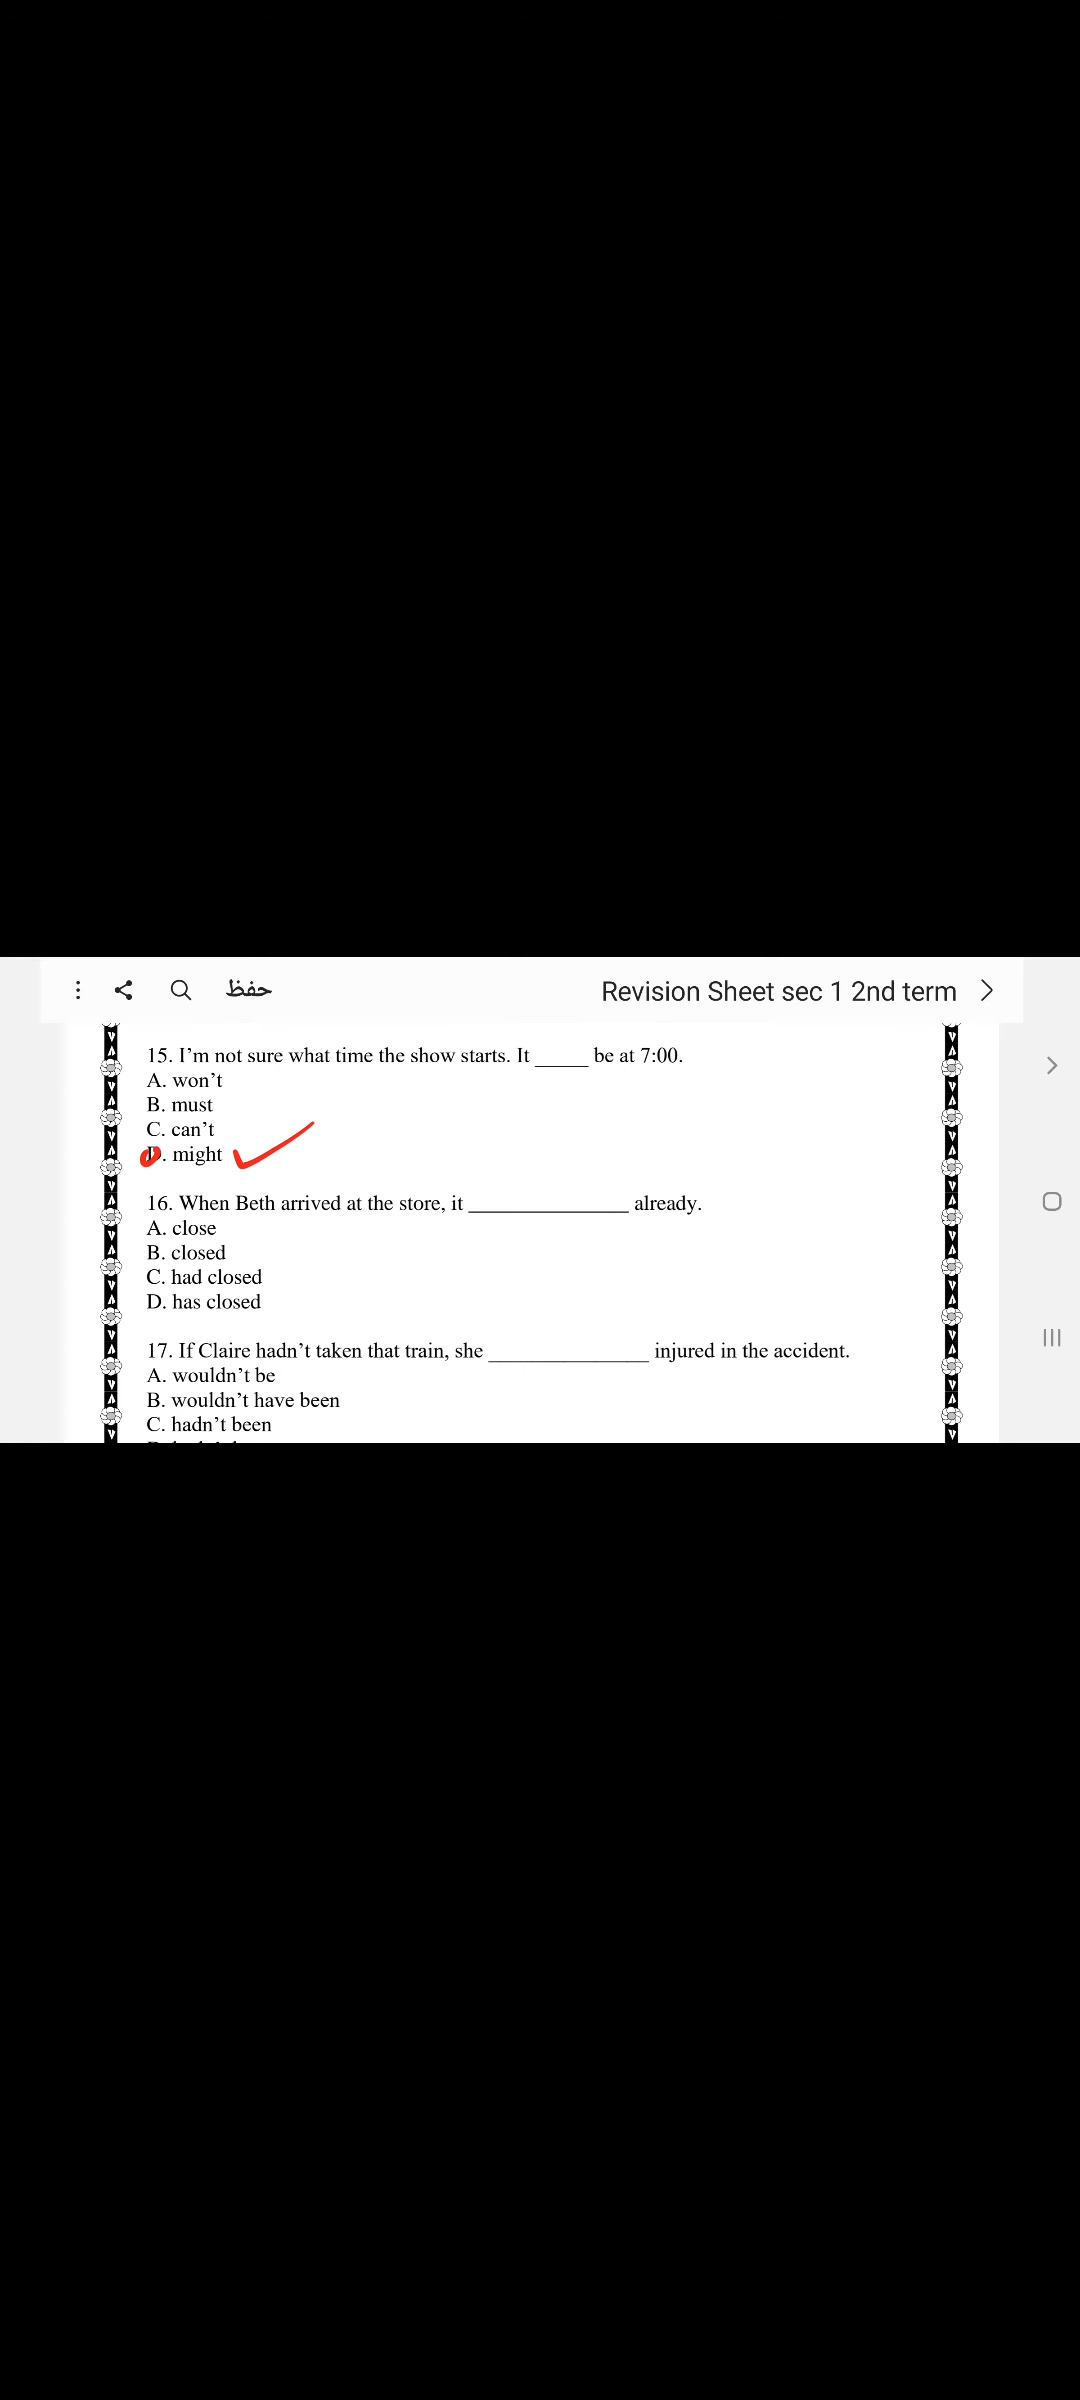 حفظ
Revision Sheet sec 1 2nd term
15. I’m not sure what time the show starts. It _____ be at 7:00.
A. won’t
B. must
C. can’t
D. might
16. When Beth arrived at the store, it _______________ already.
A. close
B. closed
C. had closed
D. has closed
17. If Claire hadn’t taken that train, she _______________ injured in the accident.
A. wouldn’t be
B. wouldn’t have been
C. hadn’t been